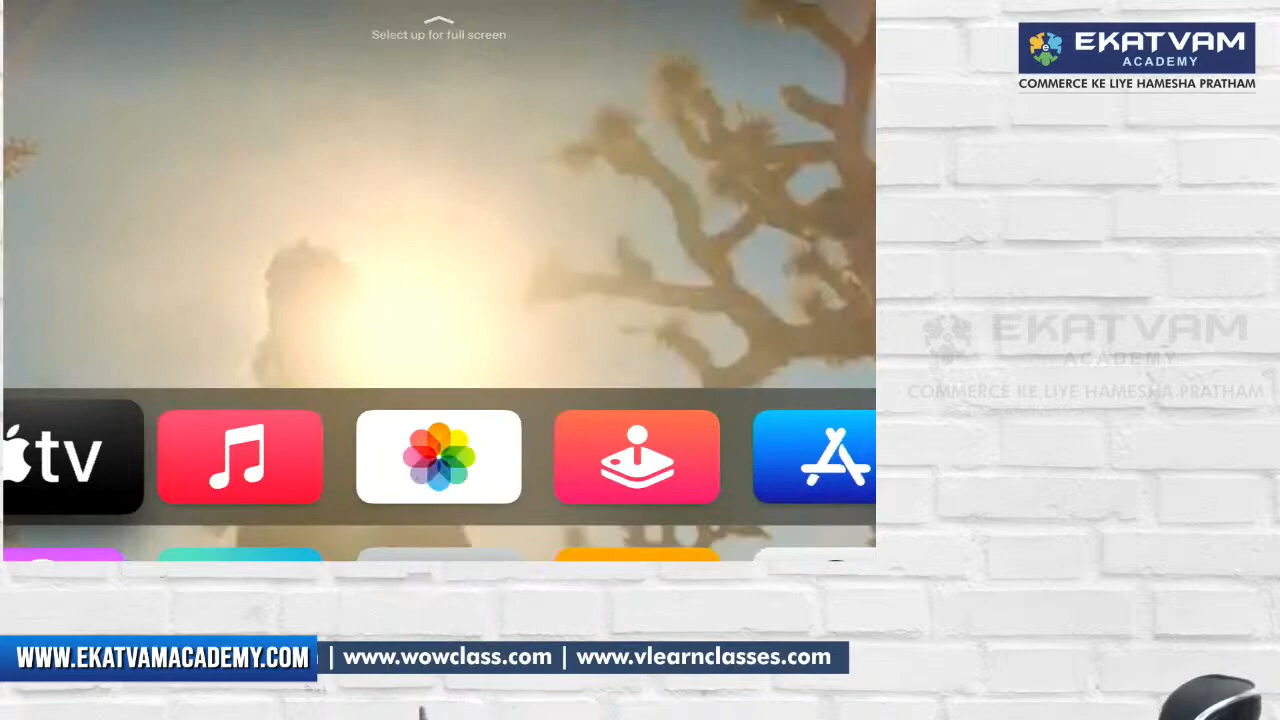 Select up for full screen
EKATVAM
ACADEMY
COMMERCE KE LIYE HAMESHA PRATHAM
EKATVAM
ACADEMY
COMMERCE KE LIYE HAMESHA PRATHAM
tv
WWW.EKATVAMACADEMY.COM | www.wowclass.com | www.vlearnclasses.com